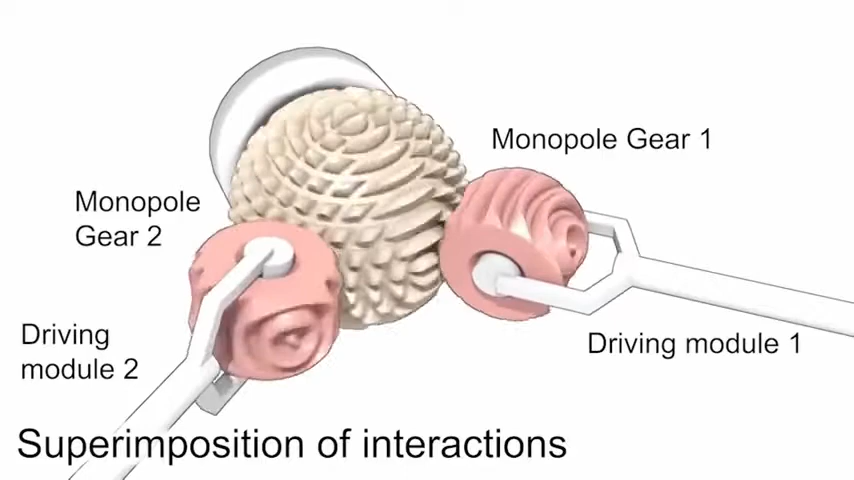 Monopole Gear 1
Monopole
Gear 2
Driving
module 2
Driving module 1
Superimposition of interactions